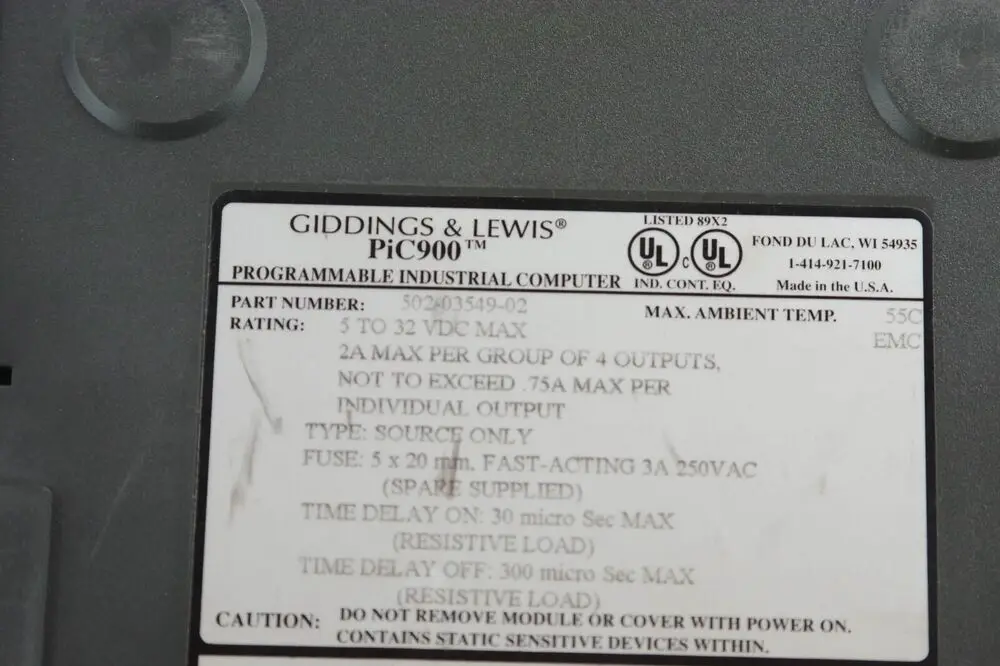 GIDDINGS & LEWIS®
PiC900™
PROGRAMMABLE INDUSTRIAL COMPUTER
LISTED 89X2
UL C UL
IND. CONT. EQ.
FOND DU LAC, WI 54935
1-414-921-7100
Made in the U.S.A.
PART NUMBER: 502-03549-02
MAX. AMBIENT TEMP. 55C
EMC
RATING: 5 TO 32 VDC MAX
2A MAX PER GROUP OF 4 OUTPUTS,
NOT TO EXCEED .75A MAX PER
INDIVIDUAL OUTPUT
TYPE: SOURCE ONLY
FUSE: 5 x 20 mm, FAST-ACTING 3A 250VAC
(SPARE SUPPLIED)
TIME DELAY ON: 30 micro Sec MAX
(RESISTIVE LOAD)
TIME DELAY OFF: 300 micro Sec MAX
(RESISTIVE LOAD)
CAUTION: DO NOT REMOVE MODULE OR COVER WITH POWER ON.
CONTAINS STATIC SENSITIVE DEVICES WITHIN.